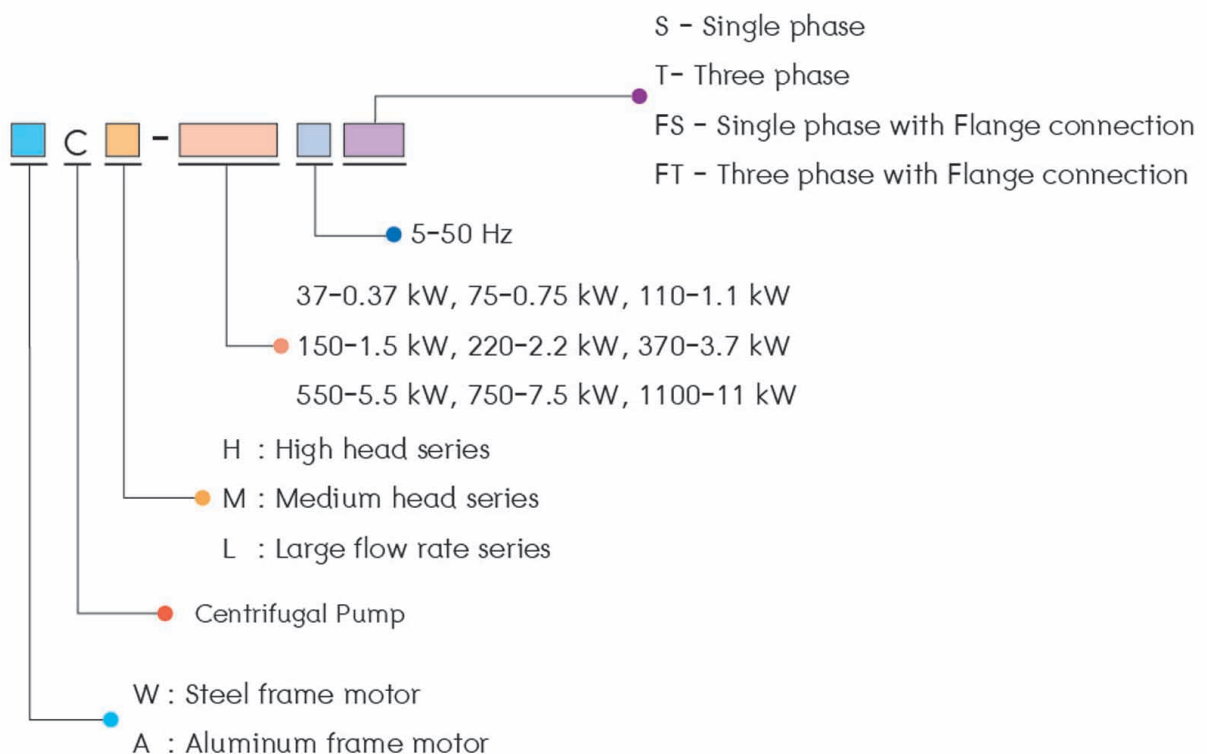 S - Single phase
T- Three phase
FS - Single phase with Flange connection
FT - Three phase with Flange connection
C -
5-50 Hz
37-0.37 kW, 75-0.75 kW, 110-1.1 kW
150-1.5 kW, 220-2.2 kW, 370-3.7 kW
550-5.5 kW, 750-7.5 kW, 1100-11 kW
H : High head series
M : Medium head series
L : Large flow rate series
Centrifugal Pump
W : Steel frame motor
A : Aluminum frame motor